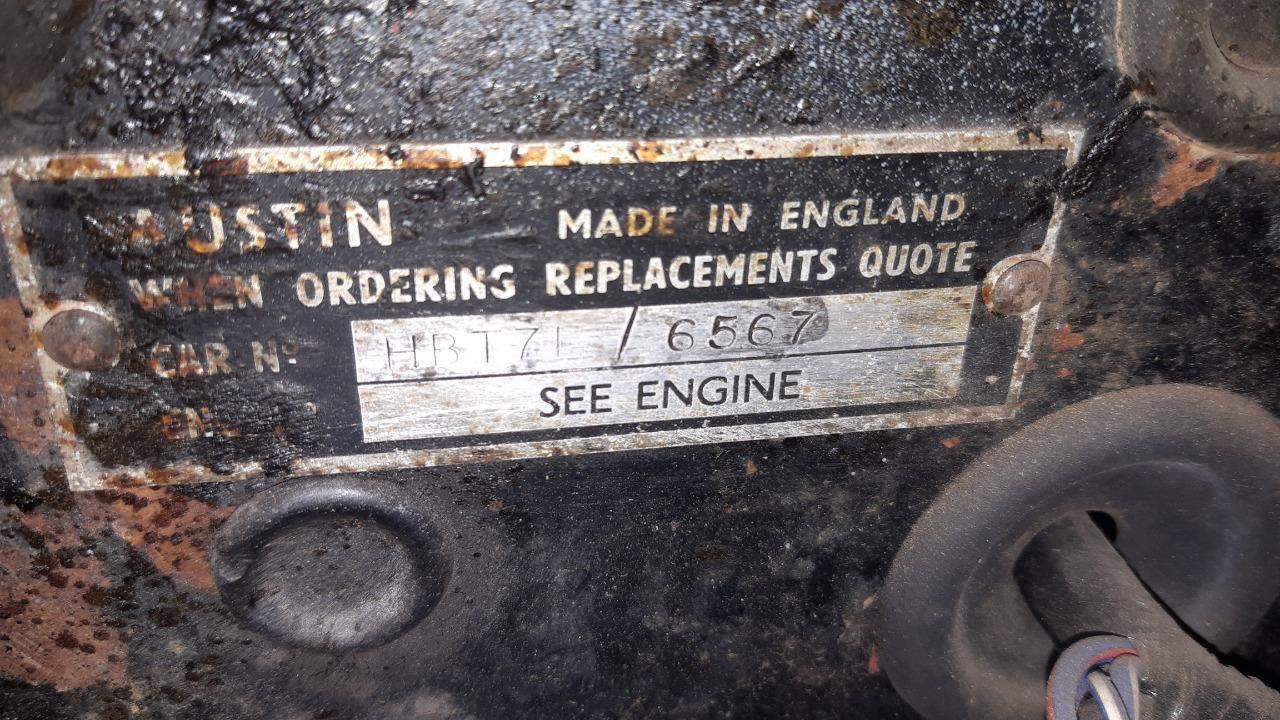 AUSTIN MADE IN ENGLAND
WHEN ORDERING REPLACEMENTS QUOTE
CAR Nº HBT7L / 6567
SEE ENGINE